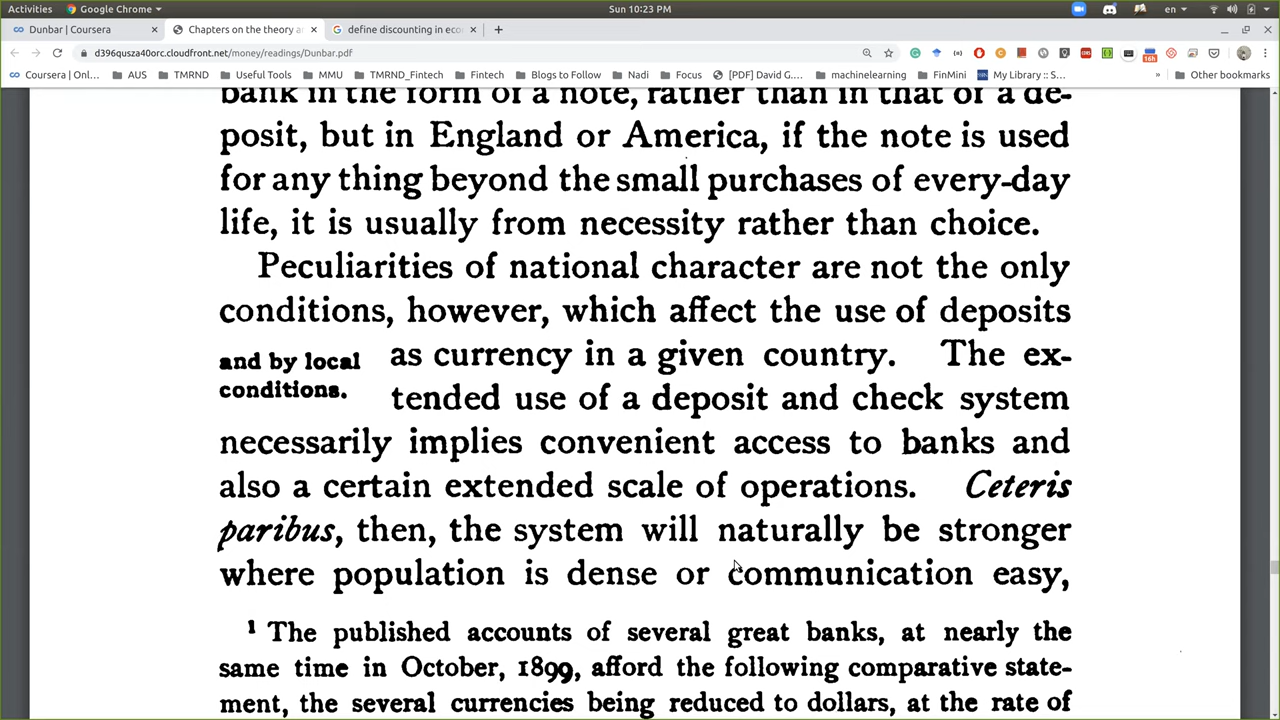 Activities
Google Chrome
Sun 10:23 PM
en
Dunbar | Coursera
Chapters on the theory a
define discounting in eco
d396qusza40orc.cloudfront.net/money/readings/Dunbar.pdf
Coursera | Onl…
AUS
TMRND
Useful Tools
MMU
TMRND_Fintech
Fintech
Blogs to Follow
Nadi
Focus
[PDF] David G.…
machinelearning
FinMini
My Library :: S…
»
Other bookmarks
16h
bank in the form of a note, rather than in that of a de-
posit, but in England or America, if the note is used
for any thing beyond the small purchases of every-day
life, it is usually from necessity rather than choice.
Peculiarities of national character are not the only
conditions, however, which affect the use of deposits
and by local
conditions.
as currency in a given country. The ex-
tended use of a deposit and check system
necessarily implies convenient access to banks and
also a certain extended scale of operations. Ceteris
paribus, then, the system will naturally be stronger
where population is dense or communication easy,
1 The published accounts of several great banks, at nearly the
same time in October, 1899, afford the following comparative state-
ment, the several currencies being reduced to dollars, at the rate of